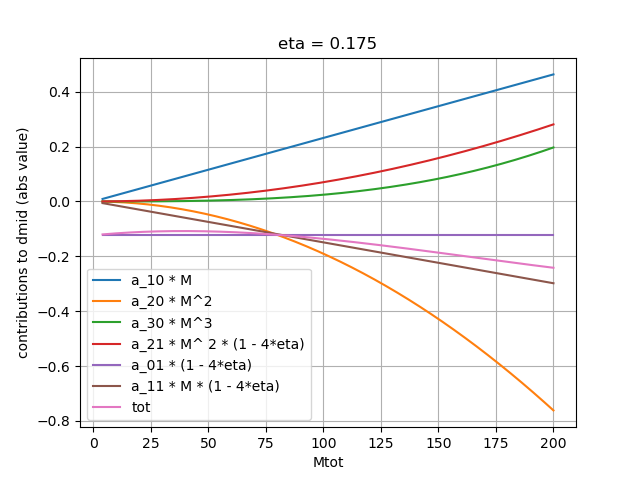 eta = 0.175
contributions to dmid (abs value)
0.4
0.2
0.0
−0.2
−0.4
−0.6
−0.8
a_10 * M
a_20 * M^2
a_30 * M^3
a_21 * M^ 2 * (1 - 4*eta)
a_01 * (1 - 4*eta)
a_11 * M * (1 - 4*eta)
tot
0 25 50 75 100 125 150 175 200
Mtot